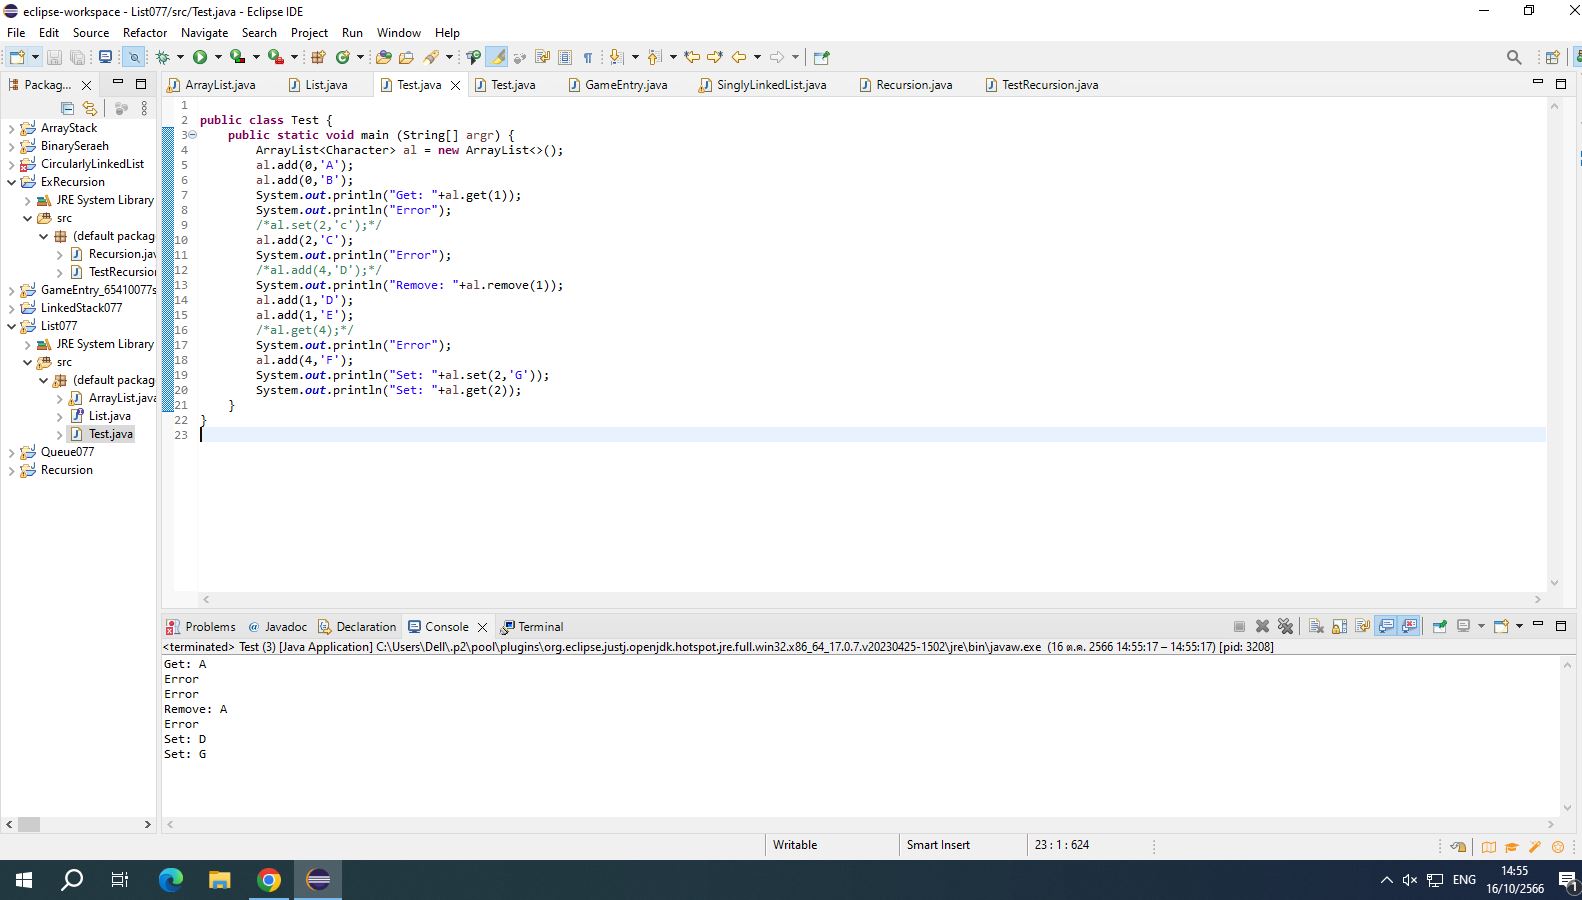 eclipse-workspace - List077/src/Test.java - Eclipse IDE
File Edit Source Refactor Navigate Search Project Run Window Help
Packag...
ArrayList.java List.java Test.java Test.java GameEntry.java SinglyLinkedList.java Recursion.java TestRecursion.java
ArrayStack
BinarySeraeh
CircularlyLinkedList
ExRecursion
JRE System Library
src
(default packag
Recursion.jav
TestRecursion
GameEntry_65410077s
LinkedStack077
List077
JRE System Library
src
(default package
ArrayList.java
List.java
Test.java
Queue077
Recursion
1
2 public class Test {
3 public static void main (String[] argr) {
4 ArrayList<Character> al = new ArrayList<>();
5 al.add(0,'A');
6 al.add(0,'B');
7 System.out.println("Get: "+al.get(1));
8 System.out.println("Error");
9 /*al.set(2,'c');*/
10 al.add(2,'C');
11 System.out.println("Error");
12 /*al.add(4,'D');*/
13 System.out.println("Remove: "+al.remove(1));
14 al.add(1,'D');
15 al.add(1,'E');
16 /*al.get(4);*/
17 System.out.println("Error");
18 al.add(4,'F');
19 System.out.println("Set: "+al.set(2,'G'));
20 System.out.println("Set: "+al.get(2));
21 }
22 }
23
Problems @ Javadoc Declaration Console Terminal
<terminated> Test (3) [Java Application] C:\Users\Dell\.p2\pool\plugins\org.eclipse.justj.openjdk.hotspot.jre.full.win32.x86_64_17.0.7.v20230425-1502\jre\bin\javaw.exe (16 ต.ค. 2566 14:55:17 – 14:55:17) [pid: 3208]
Get: A
Error
Error
Remove: A
Error
Set: D
Set: G
Writable Smart Insert 23 : 1 : 624
ENG
14:55
16/10/2566
1